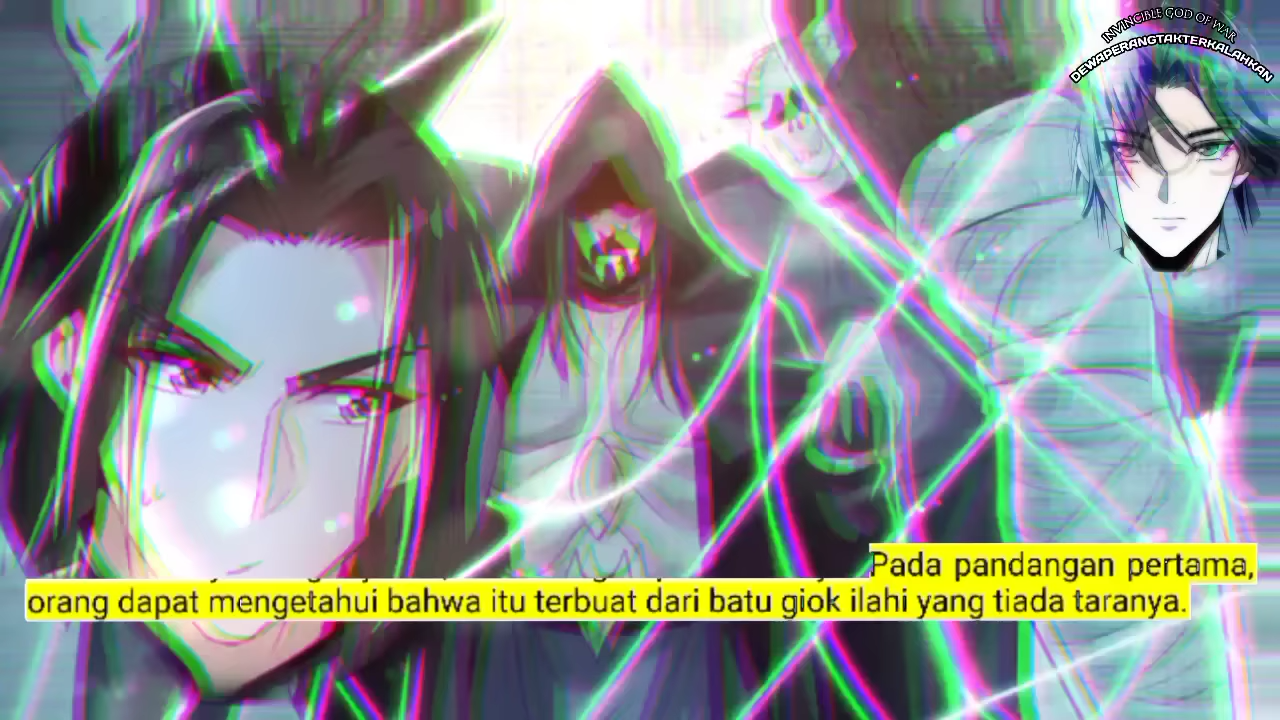 INVINCIBLE GOD OF WAR
DEWAPERANGTAKTERKALAHKAN
Pada pandangan pertama,
orang dapat mengetahui bahwa itu terbuat dari batu giok ilahi yang tiada taranya.